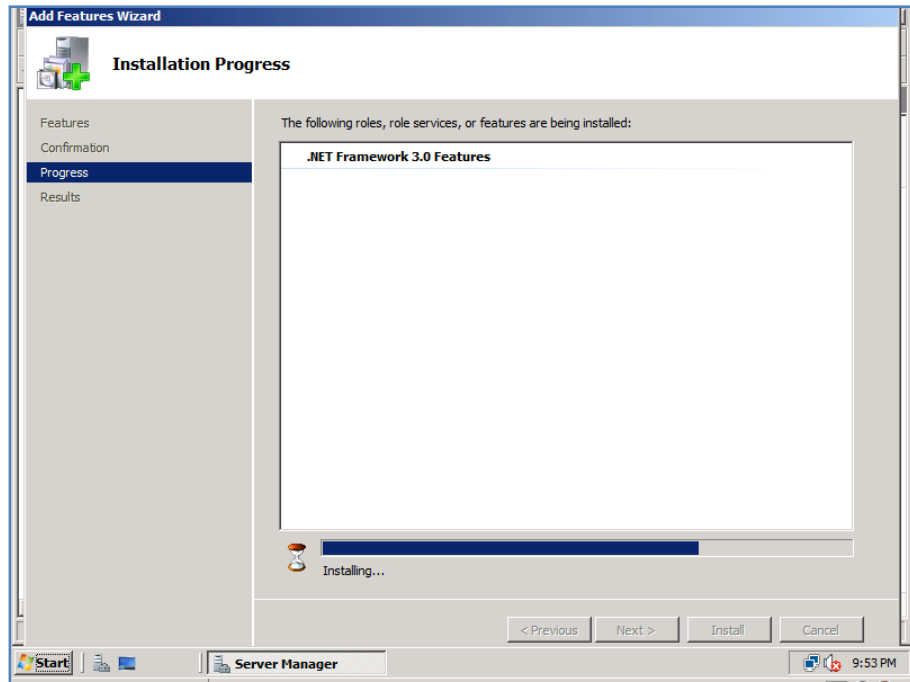 Add Features Wizard
Installation Progress
Features
Confirmation
Progress
Results
The following roles, role services, or features are being installed:
.NET Framework 3.0 Features
Installing...
< Previous
Next >
Install
Cancel
Start
Server Manager
9:53 PM